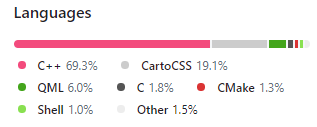 Languages
C++ 69.3% CartoCSS 19.1%
QML 6.0% C 1.8% CMake 1.3%
Shell 1.0% Other 1.5%